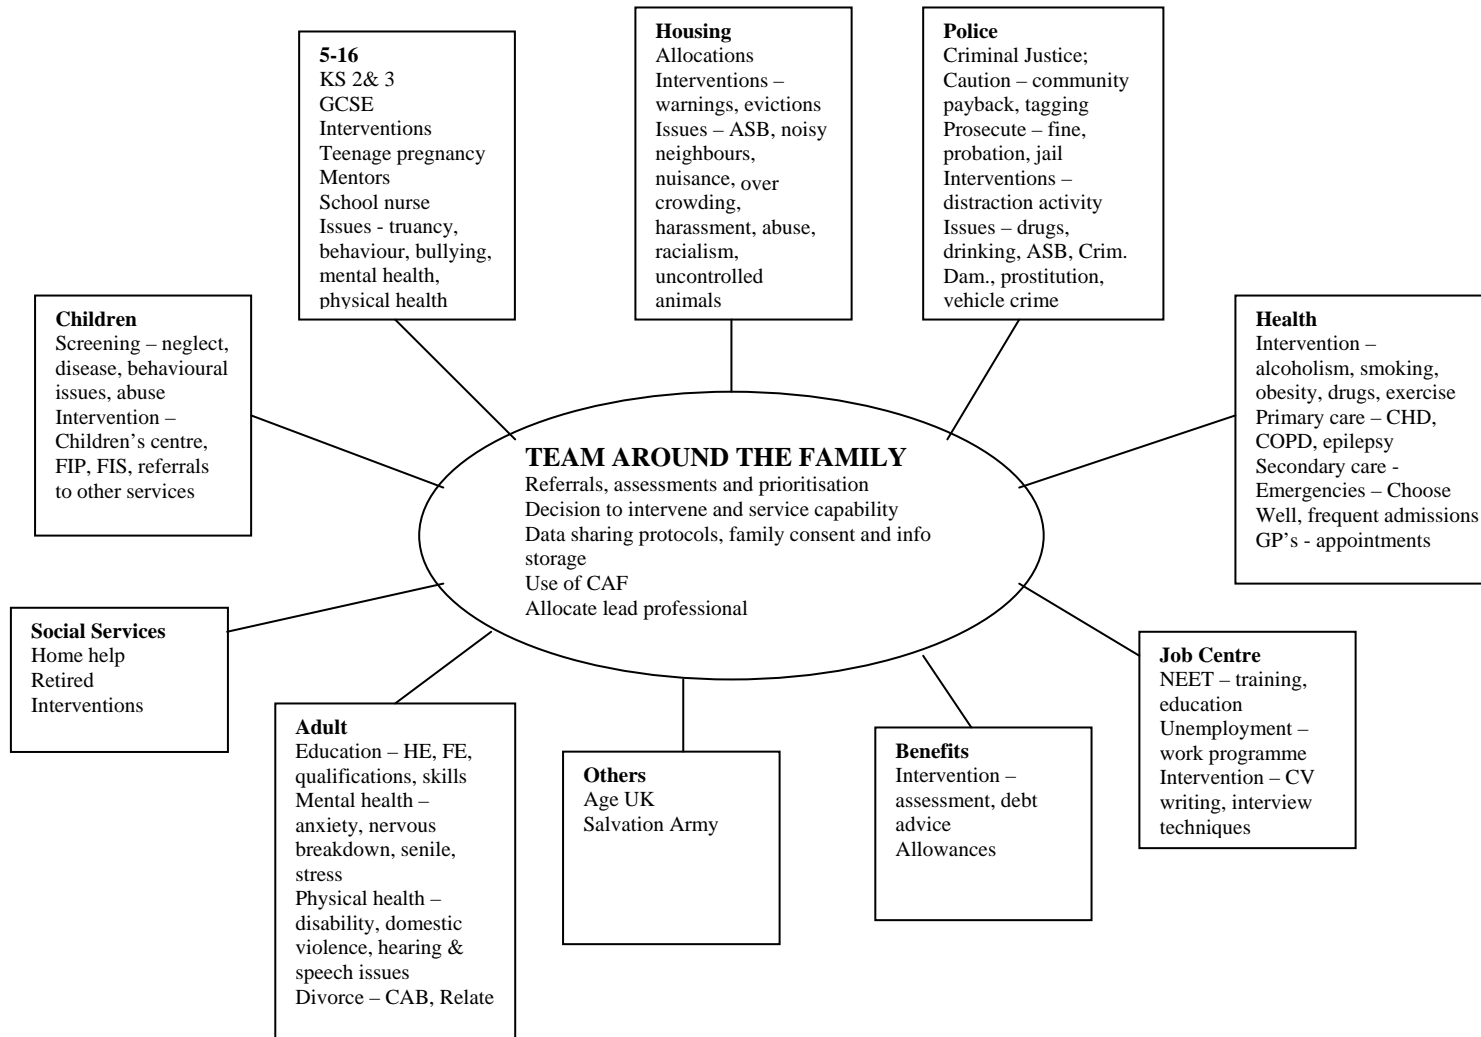 5-16
KS 2& 3
GCSE
Interventions
Teenage pregnancy
Mentors
School nurse
Issues - truancy,
behaviour, bullying,
mental health,
physical health
Housing
Allocations
Interventions –
warnings, evictions
Issues – ASB, noisy
neighbours,
nuisance, over
crowding,
harassment, abuse,
racialism,
uncontrolled
animals
Police
Criminal Justice;
Caution – community
payback, tagging
Prosecute – fine,
probation, jail
Interventions –
distraction activity
Issues – drugs,
drinking, ASB, Crim.
Dam., prostitution,
vehicle crime
Children
Screening – neglect,
disease, behavioural
issues, abuse
Intervention –
Children’s centre,
FIP, FIS, referrals
to other services
Health
Intervention –
alcoholism, smoking,
obesity, drugs, exercise
Primary care – CHD,
COPD, epilepsy
Secondary care -
Emergencies – Choose
Well, frequent admissions
GP’s - appointments
TEAM AROUND THE FAMILY
Referrals, assessments and prioritisation
Decision to intervene and service capability
Data sharing protocols, family consent and info
storage
Use of CAF
Allocate lead professional
Social Services
Home help
Retired
Interventions
Adult
Education – HE, FE,
qualifications, skills
Mental health –
anxiety, nervous
breakdown, senile,
stress
Physical health –
disability, domestic
violence, hearing &
speech issues
Divorce – CAB, Relate
Others
Age UK
Salvation Army
Benefits
Intervention –
assessment, debt
advice
Allowances
Job Centre
NEET – training,
education
Unemployment –
work programme
Intervention – CV
writing, interview
techniques